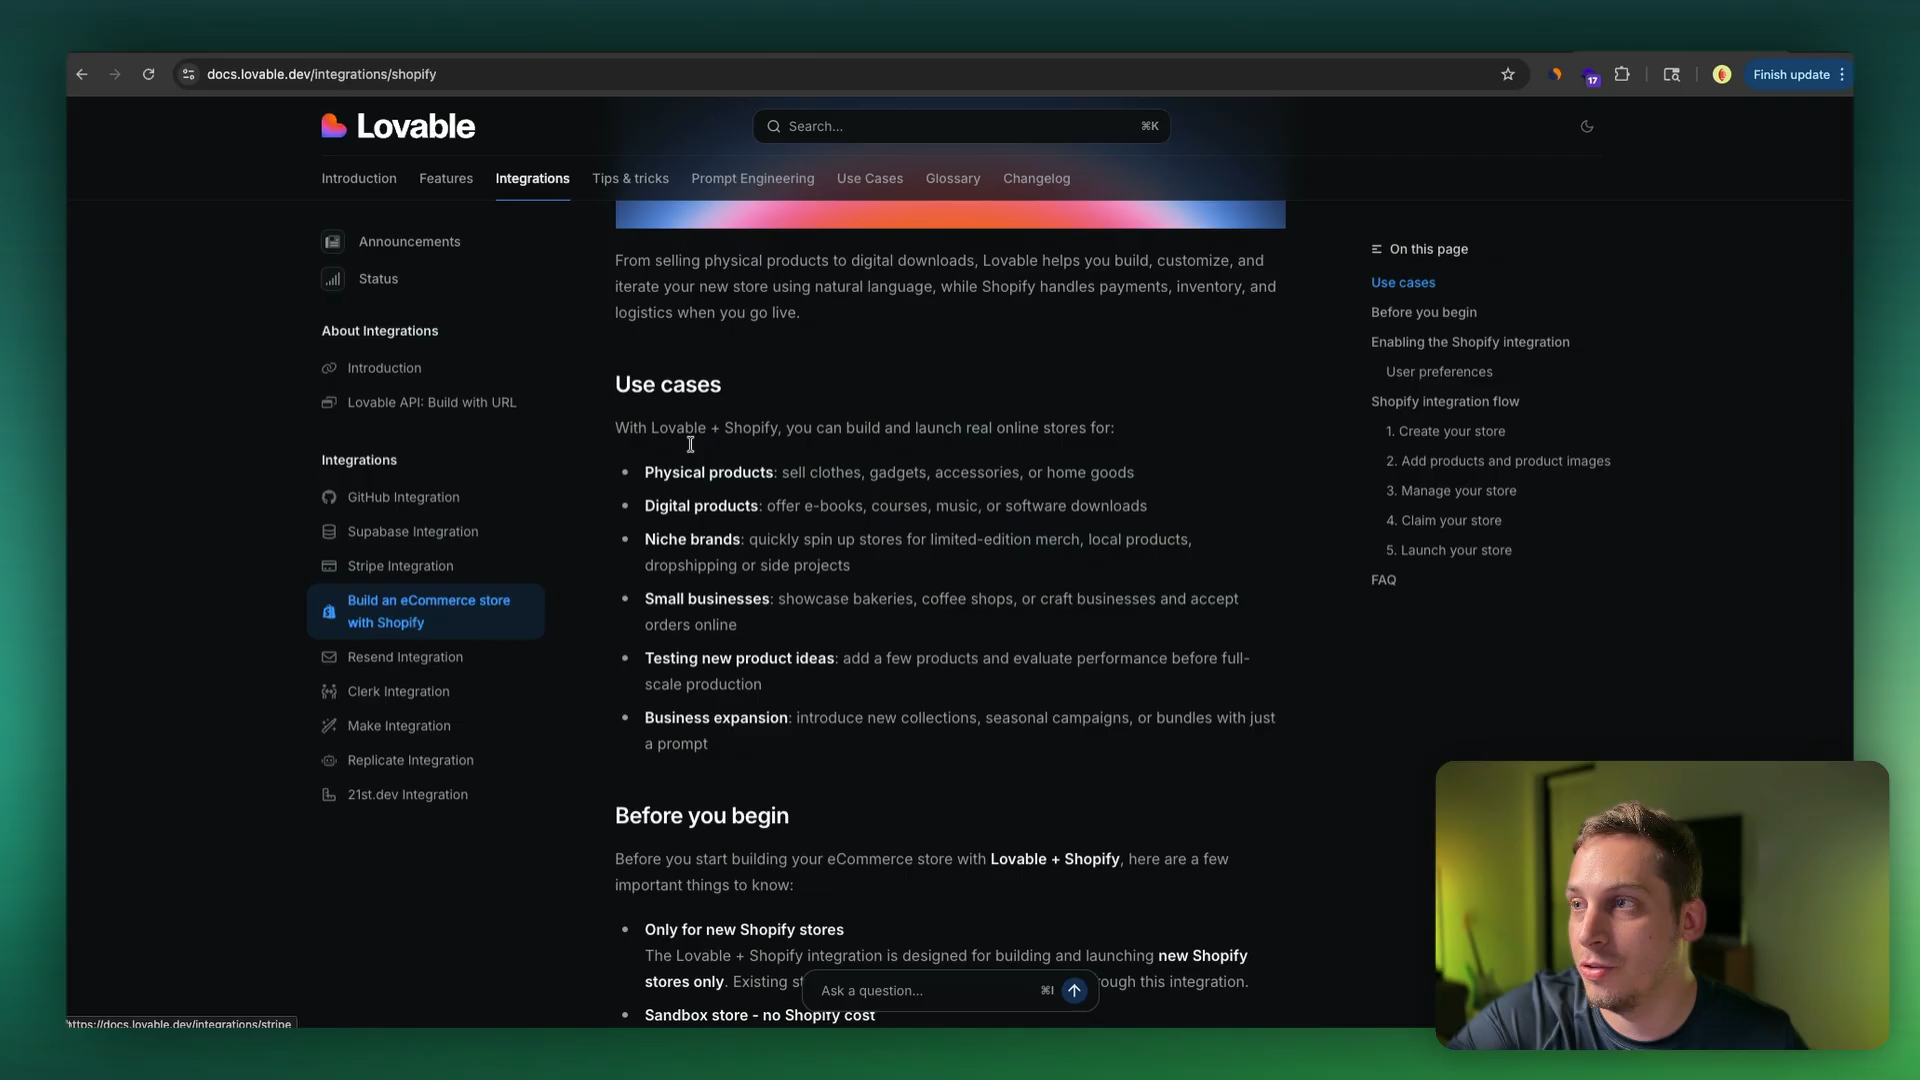 docs.lovable.dev/integrations/shopify
17
Finish update
Lovable
Search...
⌘K
Introduction
Features
Integrations
Tips & tricks
Prompt Engineering
Use Cases
Glossary
Changelog
Announcements
Status
About Integrations
Introduction
Lovable API: Build with URL
Integrations
GitHub Integration
Supabase Integration
Stripe Integration
Build an eCommerce store
with Shopify
Resend Integration
Clerk Integration
Make Integration
Replicate Integration
21st.dev Integration
From selling physical products to digital downloads, Lovable helps you build, customize, and
iterate your new store using natural language, while Shopify handles payments, inventory, and
logistics when you go live.
Use cases
With Lovable + Shopify, you can build and launch real online stores for:
Physical products: sell clothes, gadgets, accessories, or home goods
Digital products: offer e-books, courses, music, or software downloads
Niche brands: quickly spin up stores for limited-edition merch, local products,
dropshipping or side projects
Small businesses: showcase bakeries, coffee shops, or craft businesses and accept
orders online
Testing new product ideas: add a few products and evaluate performance before full-
scale production
Business expansion: introduce new collections, seasonal campaigns, or bundles with just
a prompt
Before you begin
Before you start building your eCommerce store with Lovable + Shopify, here are a few
important things to know:
Only for new Shopify stores
The Lovable + Shopify integration is designed for building and launching new Shopify
stores only. Existing st rough this integration.
Ask a question...
⌘I
Sandbox store - no Shopify cost
On this page
Use cases
Before you begin
Enabling the Shopify integration
User preferences
Shopify integration flow
1. Create your store
2. Add products and product images
3. Manage your store
4. Claim your store
5. Launch your store
FAQ
https://docs.lovable.dev/integrations/stripe